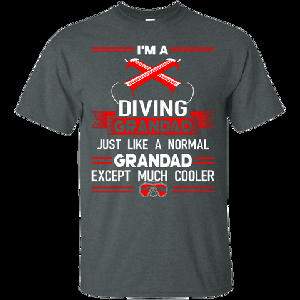 I'M A
DIVING
GRANDAD
JUST LIKE A NORMAL
GRANDAD
EXCEPT MUCH COOLER